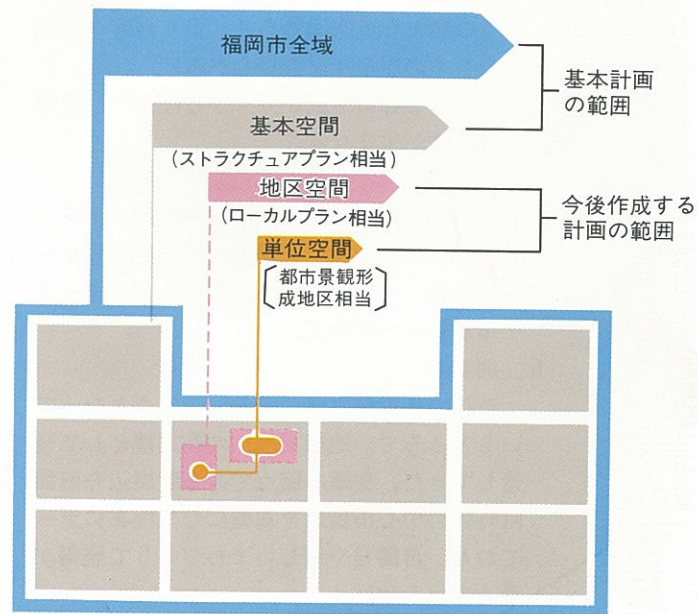 福岡市全域
基本計画
の範囲
基本空間
(ストラクチュアプラン相当)
地区空間
(ローカルプラン相当)
今後作成する
計画の範囲
単位空間
都市景観形
成地区相当